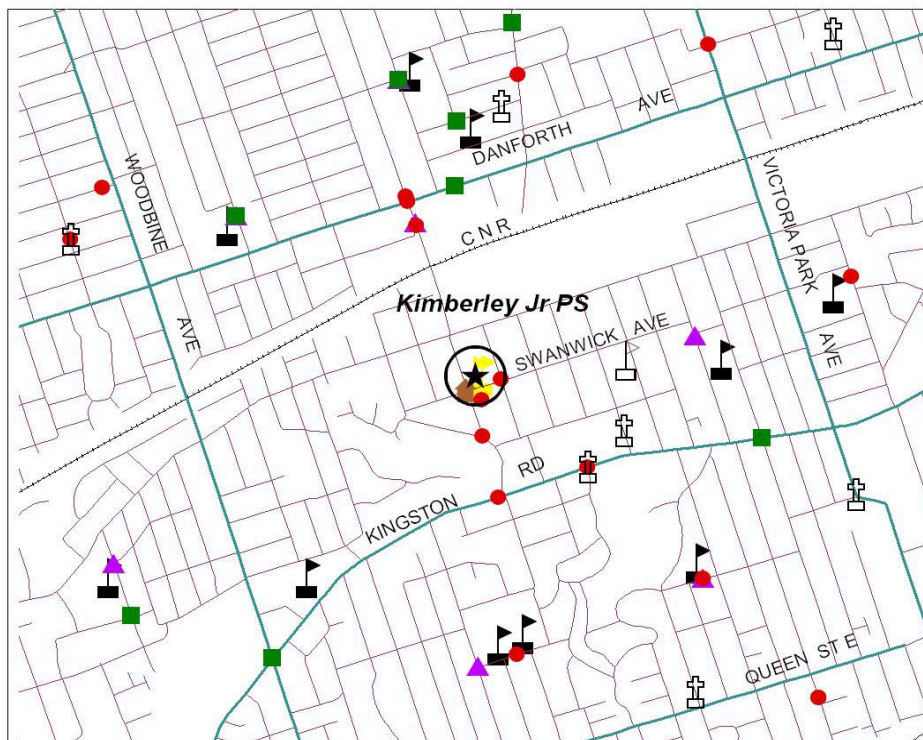 DANFORTH AVE
WOODBINE AVE
CNR
VICTORIA PARK AVE
Kimberley Jr PS
SWANWICK AVE
KINGSTON RD
QUEEN ST E